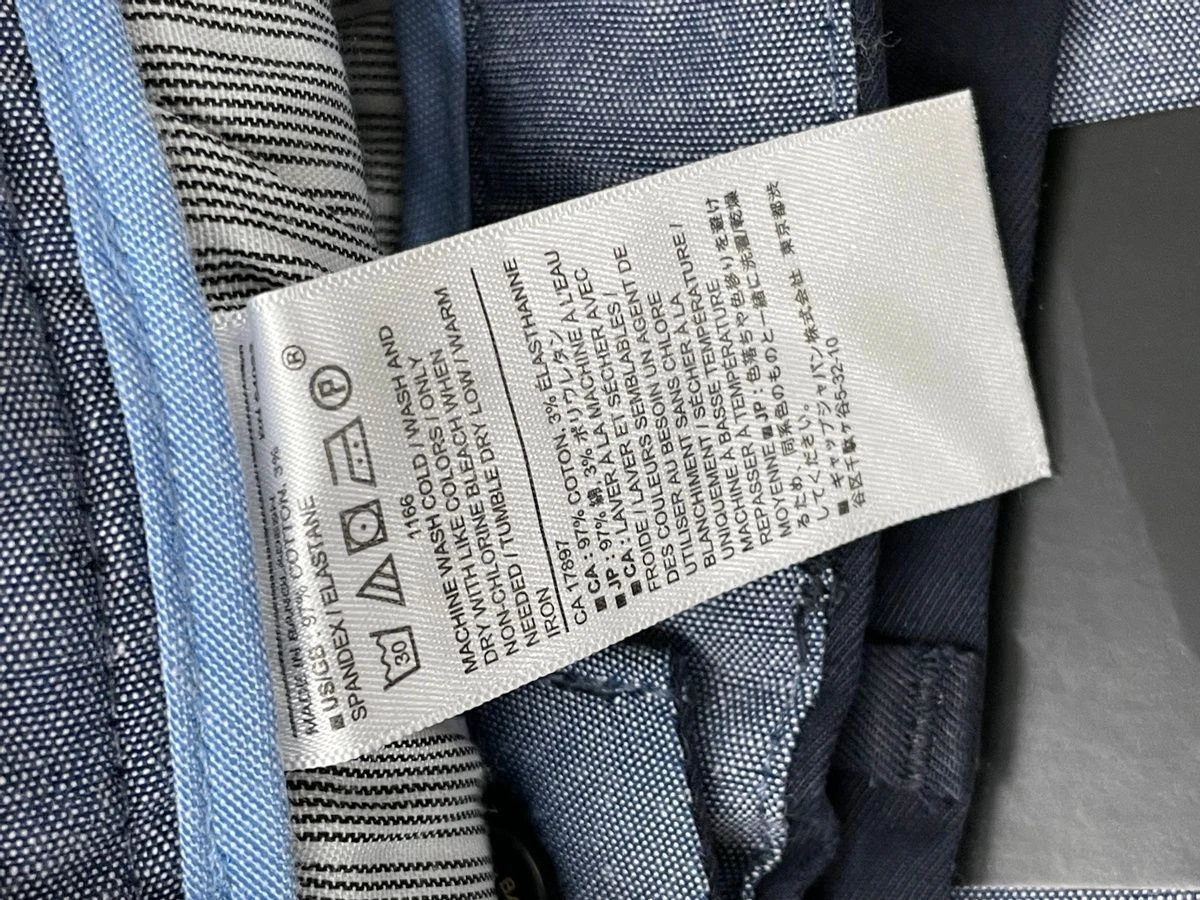 ■ US/GB : 97% COTTON 3%
SPANDEX / ELASTANE
30
P
®
1166
MACHINE WASH COLD / WASH AND
DRY WITH LIKE COLORS / ONLY
NON-CHLORINE BLEACH WHEN
NEEDED / TUMBLE DRY LOW / WARM
IRON
CA 17897
■ CA : 97% COTON, 3% ÉLASTHANNE
■ JP : 97% 綿, 3% ポリウレタン
■ CA : LAVER À LA MACHINE À L'EAU
FROIDE / LAVER ET SÉCHER AVEC
DES COULEURS SEMBLABLES /
UTILISER AU BESOIN UN AGENT DE
BLANCHIMENT SANS CHLORE
UNIQUEMENT / SÉCHER À LA
MACHINE À BASSE TEMPÉRATURE /
REPASSER À TEMPÉRATURE
MOYENNE ■ JP : 色落ちや色移りを避け
るため、同系色のものと一緒に洗濯/乾燥
してください。
■ ギャップジャパン株式会社 東京都渋
谷区千駄ヶ谷5-32-10